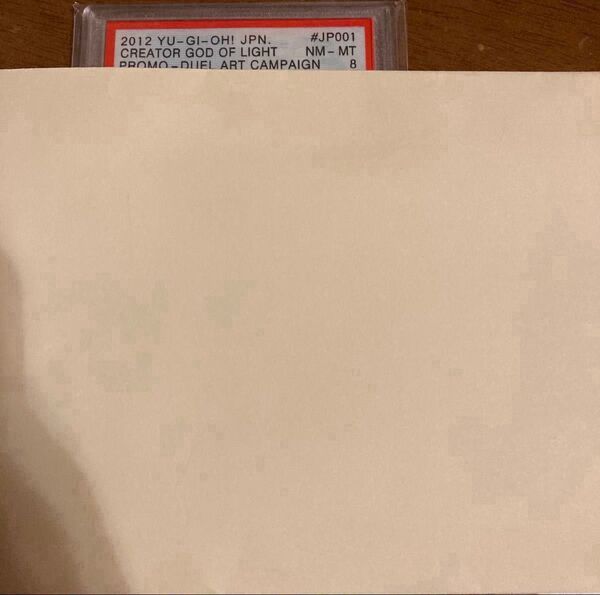 2012 YU-GI-OH! JPN. #JP001
CREATOR GOD OF LIGHT NM-MT
PROMO-DUEL ART CAMPAIGN 8